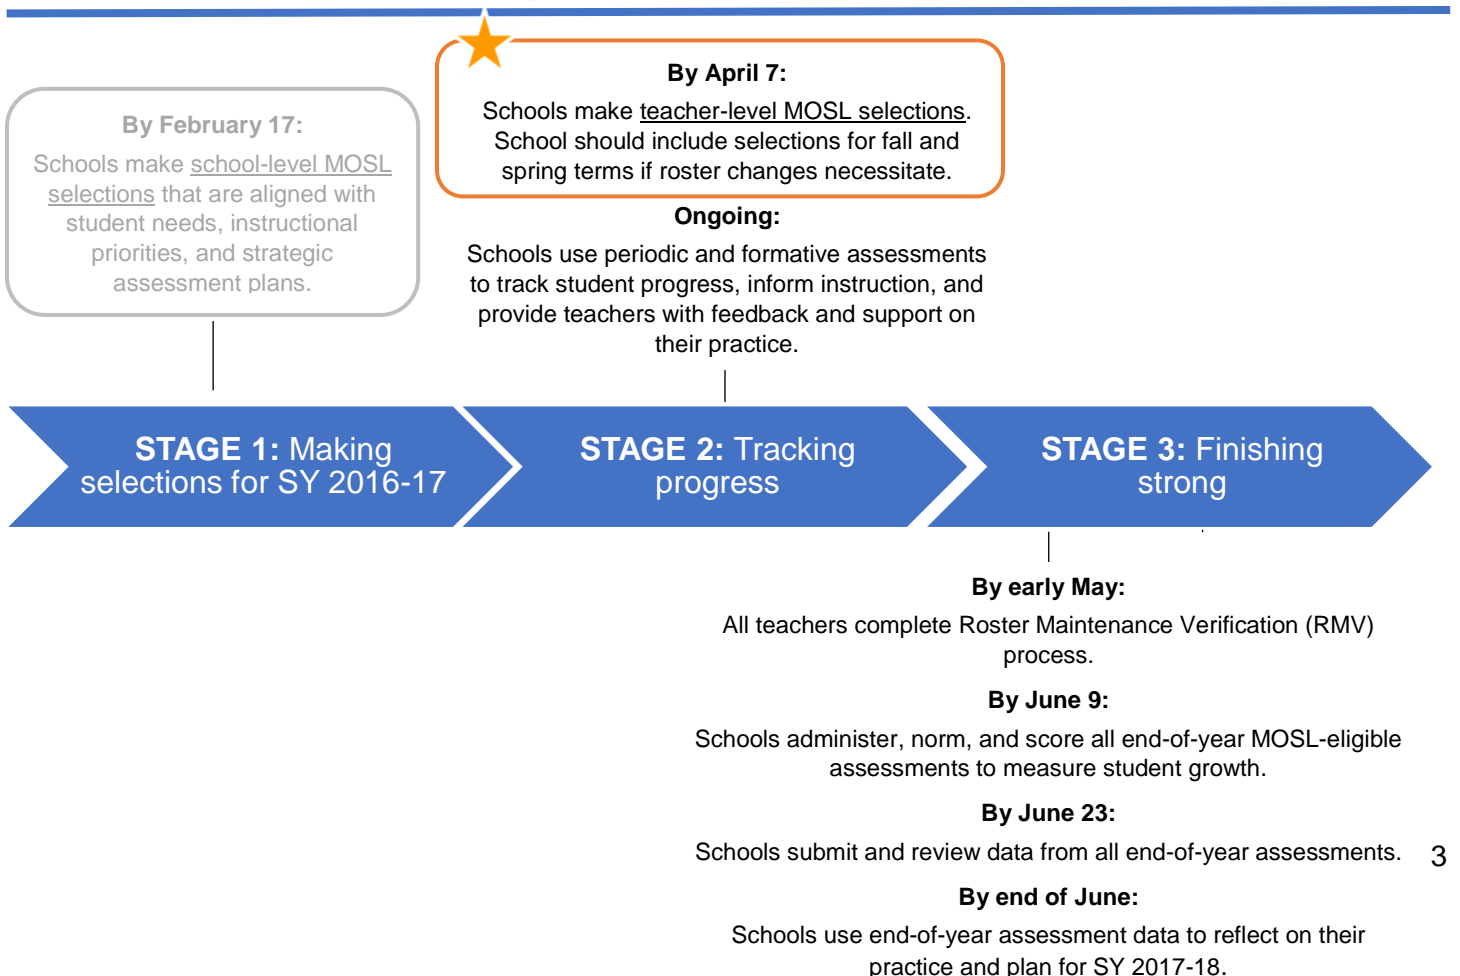 By February 17:
Schools make school-level MOSL
selections that are aligned with
student needs, instructional
priorities, and strategic
assessment plans.
By April 7:
Schools make teacher-level MOSL selections.
School should include selections for fall and
spring terms if roster changes necessitate.
Ongoing:
Schools use periodic and formative assessments
to track student progress, inform instruction, and
provide teachers with feedback and support on
their practice.
STAGE 1: Making
selections for SY 2016-17
STAGE 2: Tracking
progress
STAGE 3: Finishing
strong
By early May:
All teachers complete Roster Maintenance Verification (RMV)
process.
By June 9:
Schools administer, norm, and score all end-of-year MOSL-eligible
assessments to measure student growth.
By June 23:
Schools submit and review data from all end-of-year assessments.
3
By end of June:
Schools use end-of-year assessment data to reflect on their
practice and plan for SY 2017-18.